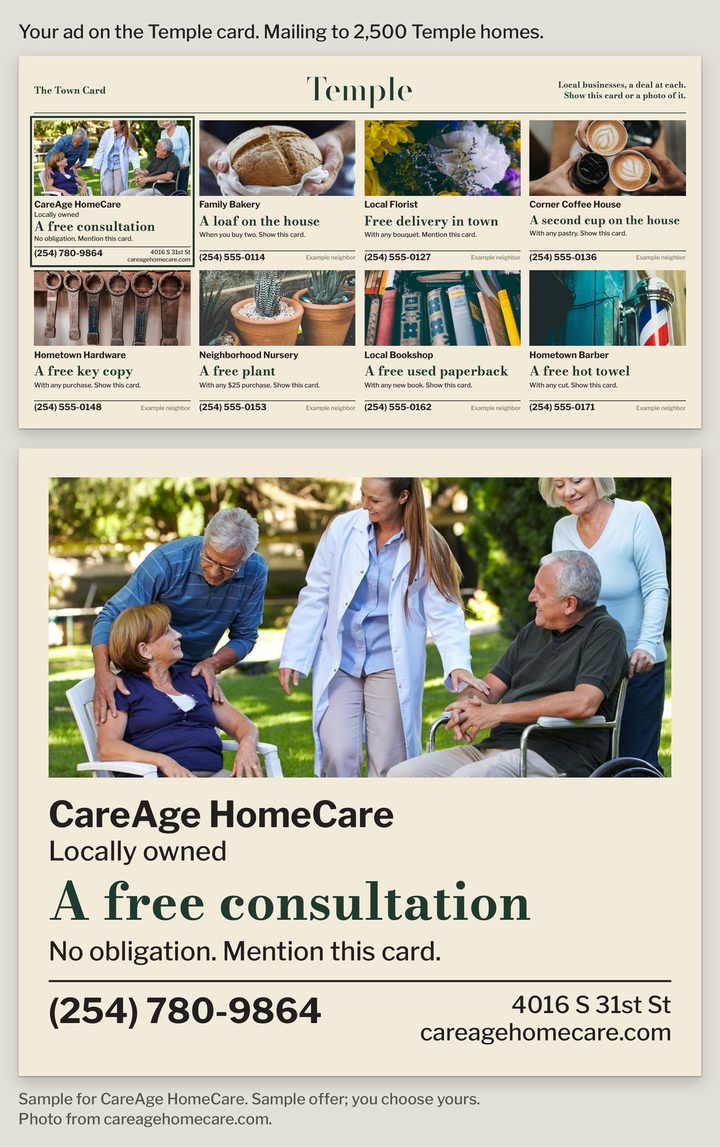 Your ad on the Temple card. Mailing to 2,500 Temple homes.
The Town Card
Temple
Local businesses, a deal at each.
Show this card or a photo of it.
CareAge HomeCare
Locally owned
A free consultation
No obligation. Mention this card.
(254) 780-9864
4016 S 31st St
careagehomecare.com
Family Bakery
A loaf on the house
When you buy two. Show this card.
(254) 555-0114
Example neighbor
Local Florist
Free delivery in town
With any bouquet. Mention this card.
(254) 555-0127
Example neighbor
Corner Coffee House
A second cup on the house
With any pastry. Show this card.
(254) 555-0136
Example neighbor
Hometown Hardware
A free key copy
With any purchase. Show this card.
(254) 555-0148
Example neighbor
Neighborhood Nursery
A free plant
With any $25 purchase. Show this card.
(254) 555-0153
Example neighbor
Local Bookshop
A free used paperback
With any new book. Show this card.
(254) 555-0162
Example neighbor
Hometown Barber
A free hot towel
With any cut. Show this card.
(254) 555-0171
Example neighbor
CareAge HomeCare
Locally owned
A free consultation
No obligation. Mention this card.
(254) 780-9864
4016 S 31st St
careagehomecare.com
Sample for CareAge HomeCare. Sample offer; you choose yours.
Photo from careagehomecare.com.